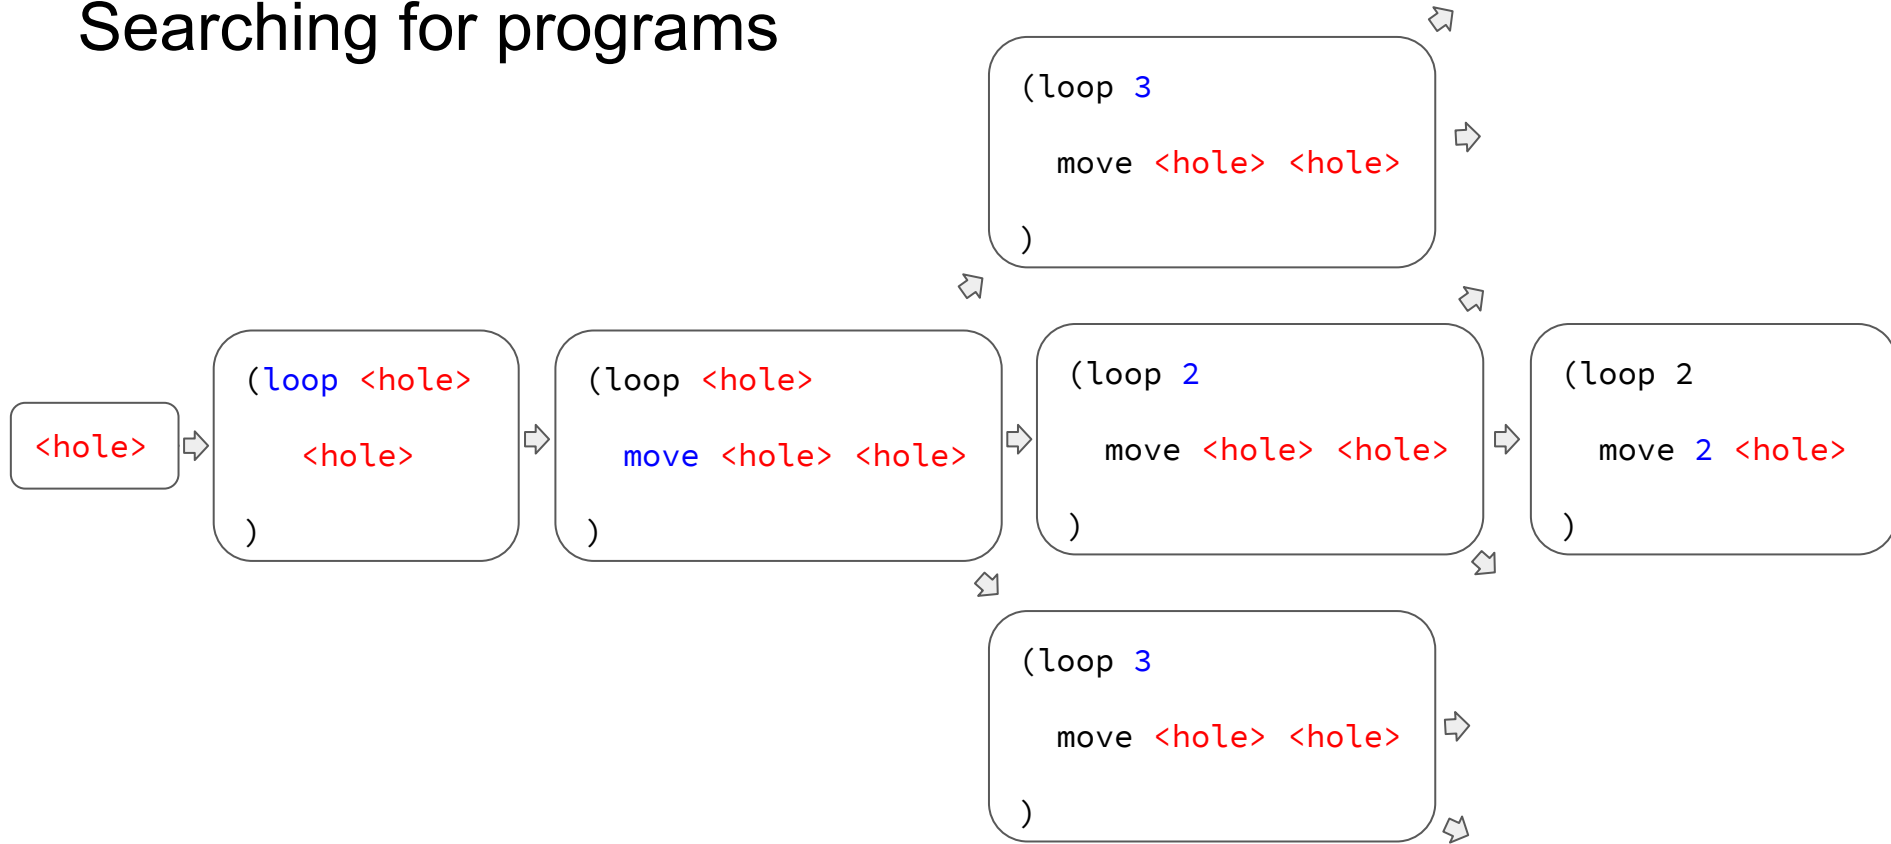 Searching for programs
<hole>
(loop <hole>
<hole>
)
(loop <hole>
move <hole> <hole>
)
(loop 3
move <hole> <hole>
)
(loop 2
move <hole> <hole>
)
(loop 3
move <hole> <hole>
)
(loop 2
move 2 <hole>
)